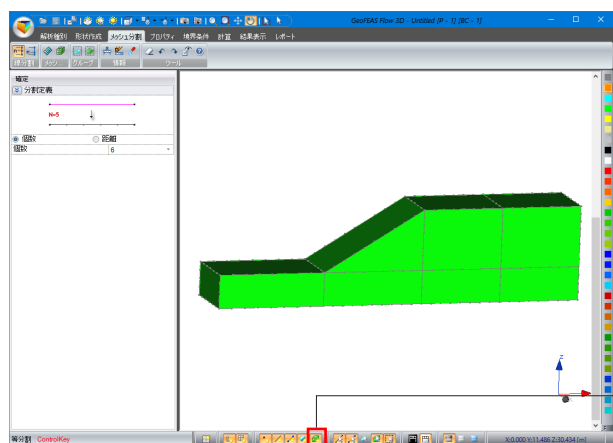 GeoFEAS Flow 3D - Untitled [P - 1] [BC - 1]
解析種別 形状作成 メッシュ分割 プロパティ 境界条件 計算 結果表示 レポート
線分割 メッシュ グループ 情報 ツール
確定
分割定義
N=5
個数 距離
個数 6
z
等分割 ControlKey
X:0.000 Y:11.486 Z:30.434 [m]